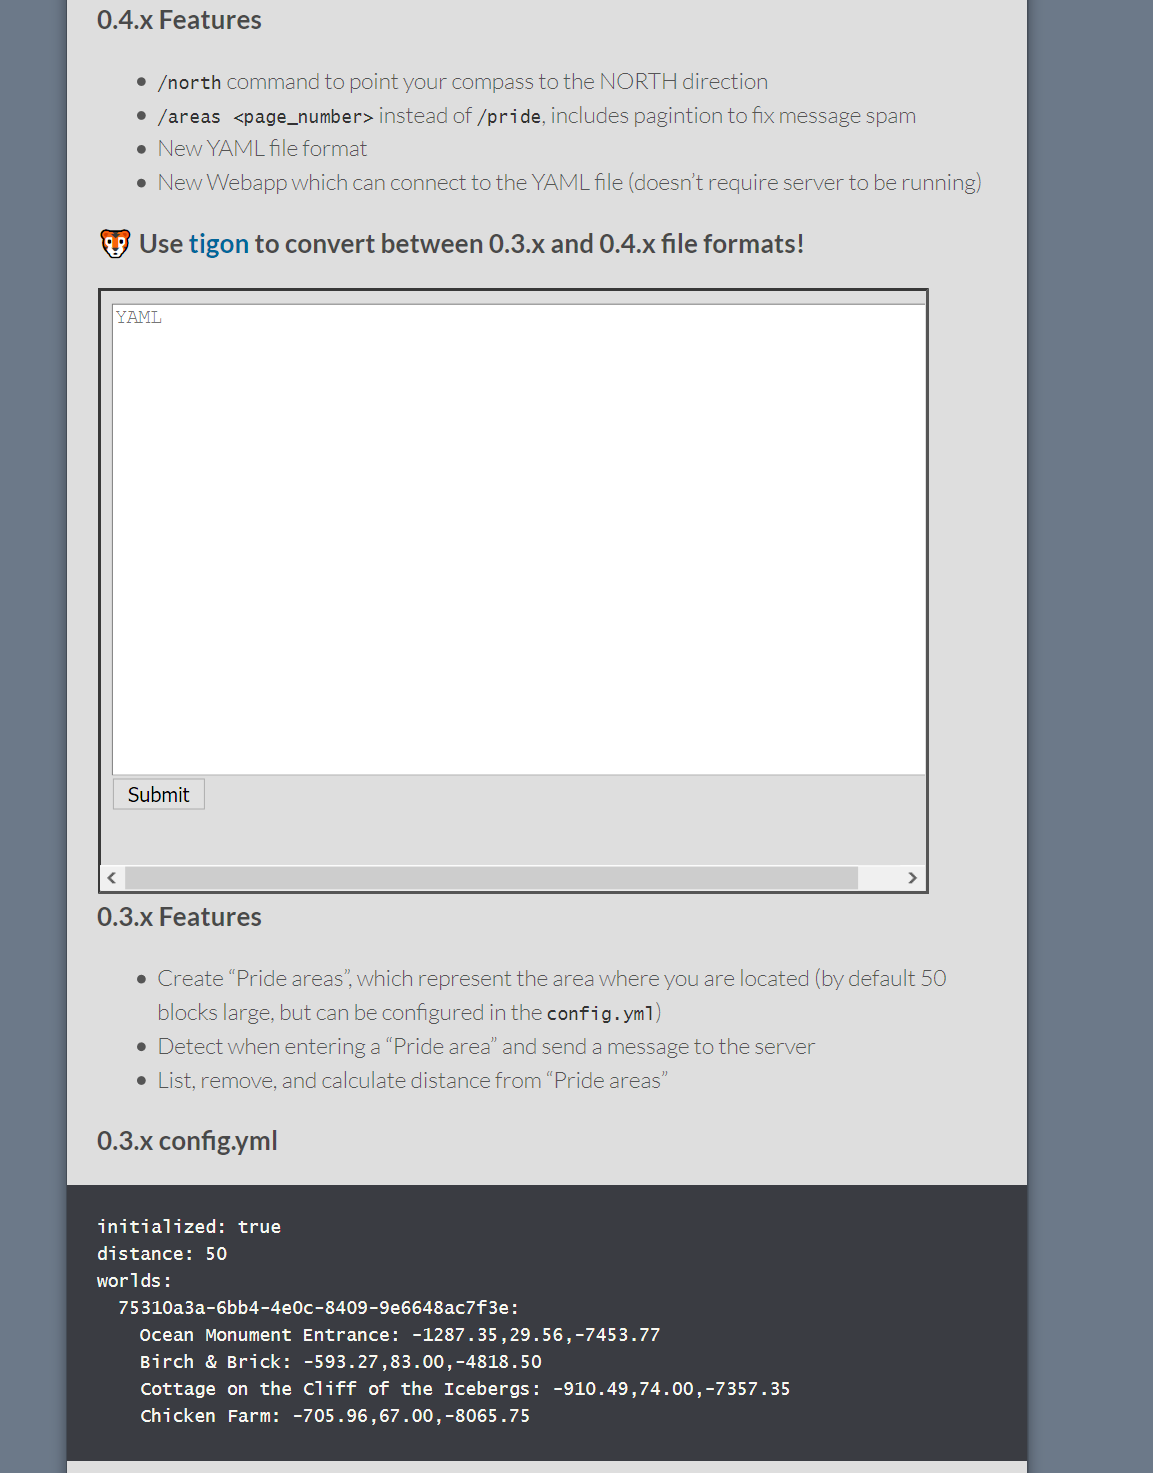 0.4.x Features
/north command to point your compass to the NORTH direction
/areas <page_number> instead of /pride, includes pagintion to fix message spam
New YAML file format
New Webapp which can connect to the YAML file (doesn’t require server to be running)
Use tigon to convert between 0.3.x and 0.4.x file formats!
YAML
Submit
0.3.x Features
Create “Pride areas”, which represent the area where you are located (by default 50
blocks large, but can be configured in the config.yml)
Detect when entering a “Pride area” and send a message to the server
List, remove, and calculate distance from “Pride areas”
0.3.x config.yml
initialized: true
distance: 50
worlds:
  75310a3a-6bb4-4e0c-8409-9e6648ac7f3e:
    Ocean Monument Entrance: -1287.35,29.56,-7453.77
    Birch & Brick: -593.27,83.00,-4818.50
    Cottage on the Cliff of the Icebergs: -910.49,74.00,-7357.35
    Chicken Farm: -705.96,67.00,-8065.75